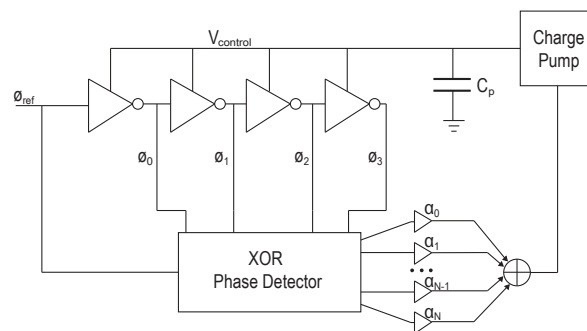 V_control
Charge
Pump
ø_ref
C_p
ø_0
ø_1
ø_2
ø_3
XOR
Phase Detector
α_0
α_1
...
α_N-1
α_N